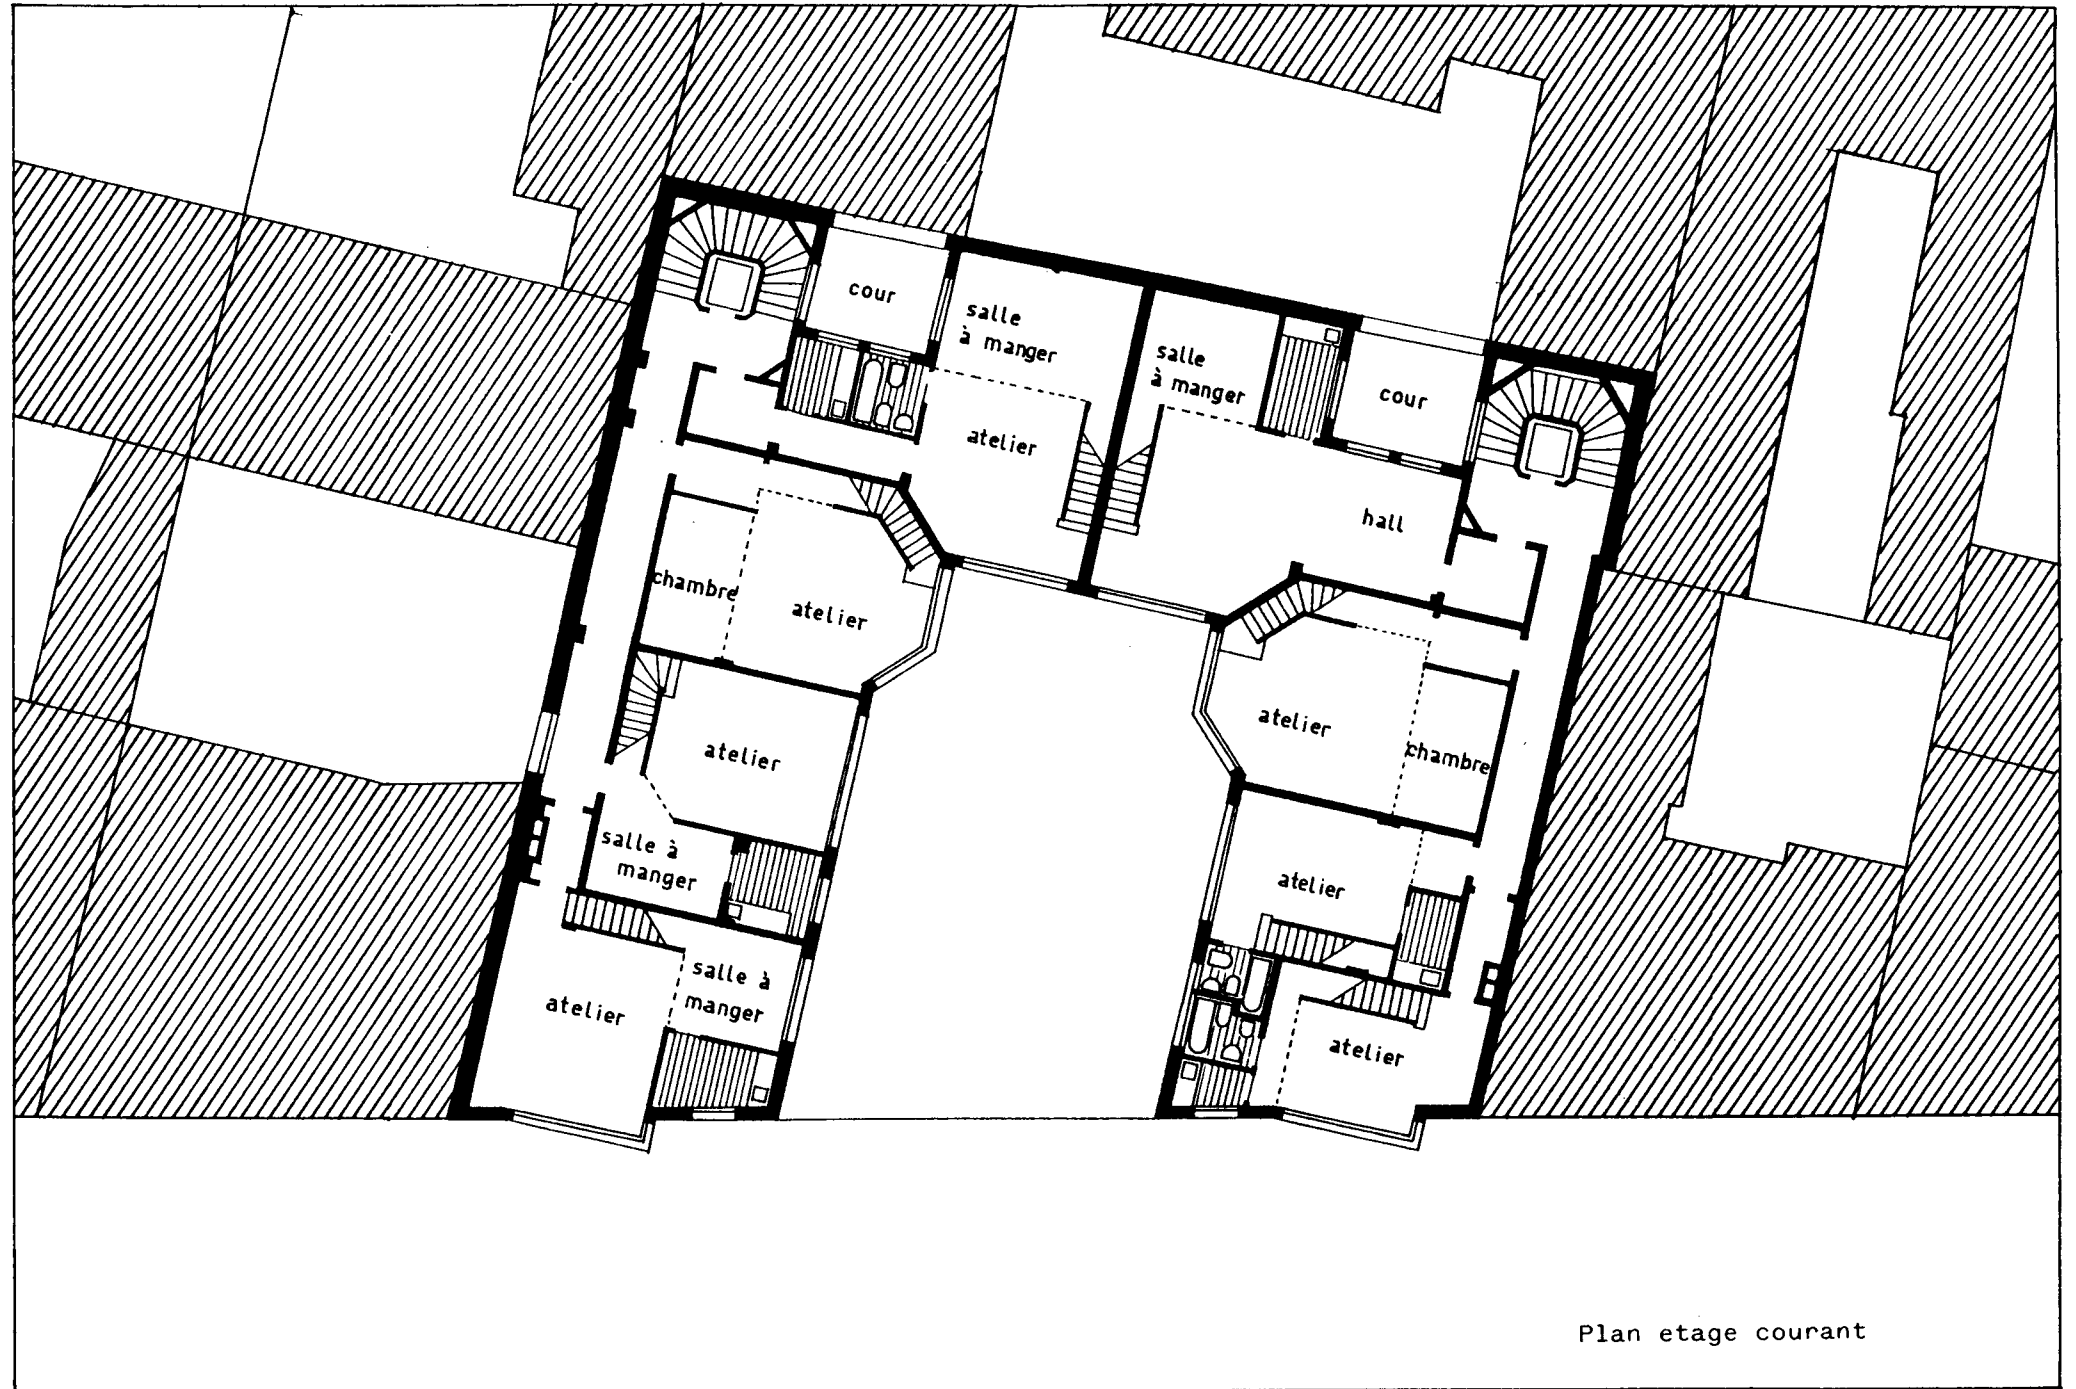 cour
salle
à manger
salle
à manger
cour
atelier
hall
chambre
atelier
atelier
chambre
atelier
salle à
manger
atelier
salle à
manger
atelier
atelier
Plan etage courant